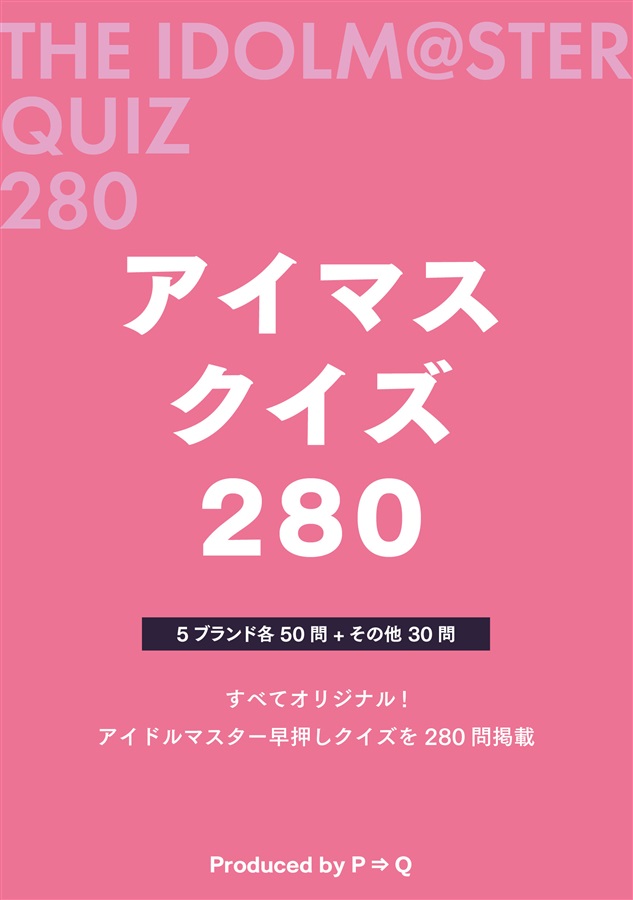 THE IDOLM@STER
QUIZ
280
アイマス
クイズ
280
5ブランド各50問+その他30問
すべてオリジナル!
アイドルマスター早押しクイズを280問掲載
Produced by P⇒Q